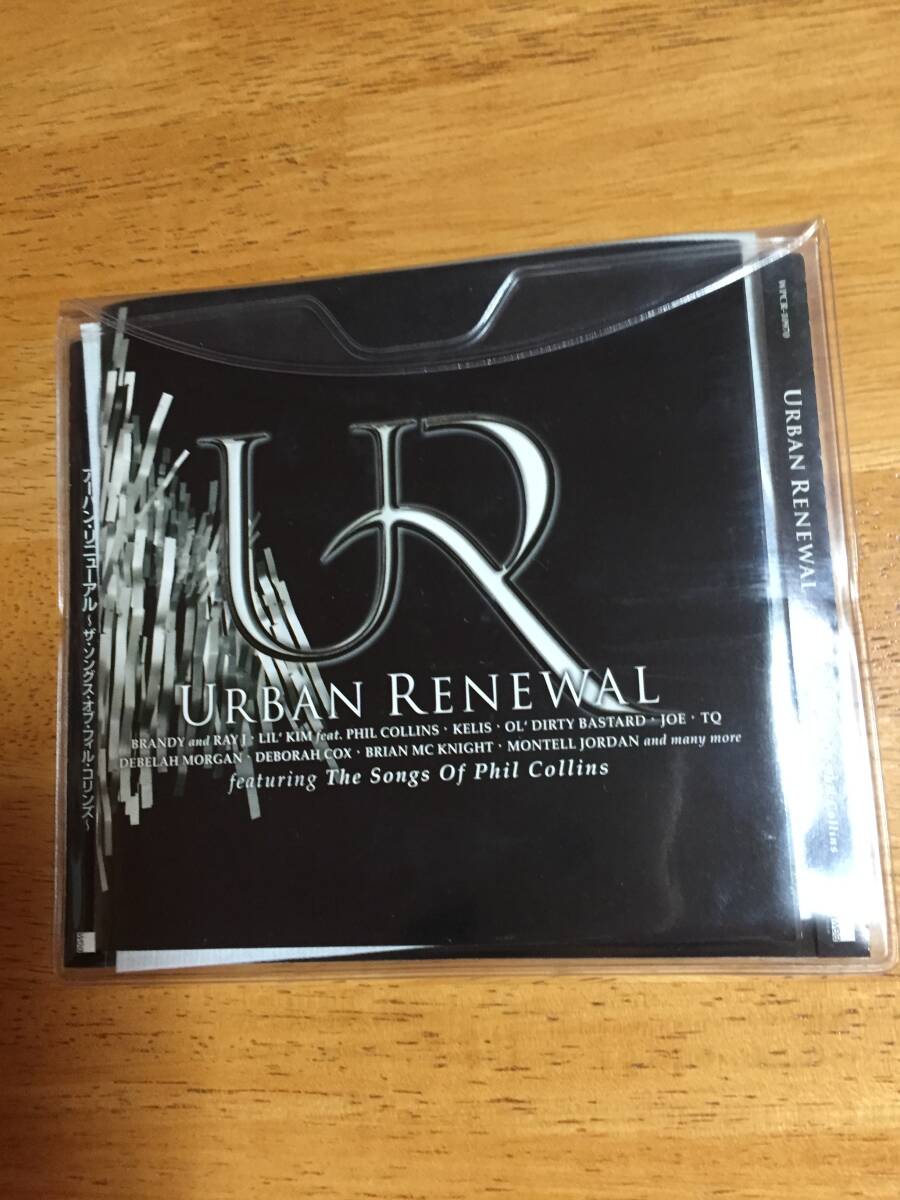 UR
URBAN RENEWAL
BRANDY and RAY J · LIL' KIM feat. PHIL COLLINS · KELIS · OL' DIRTY BASTARD · JOE · TQ
DEBELAH MORGAN · DEBORAH COX · BRIAN MC KNIGHT · MONTELL JORDAN and many more
featuring The Songs Of Phil Collins
アーバン・リニューアル ~ザ・ソングス・オブ・フィル・コリンズ~
URBAN RENEWAL
Collins